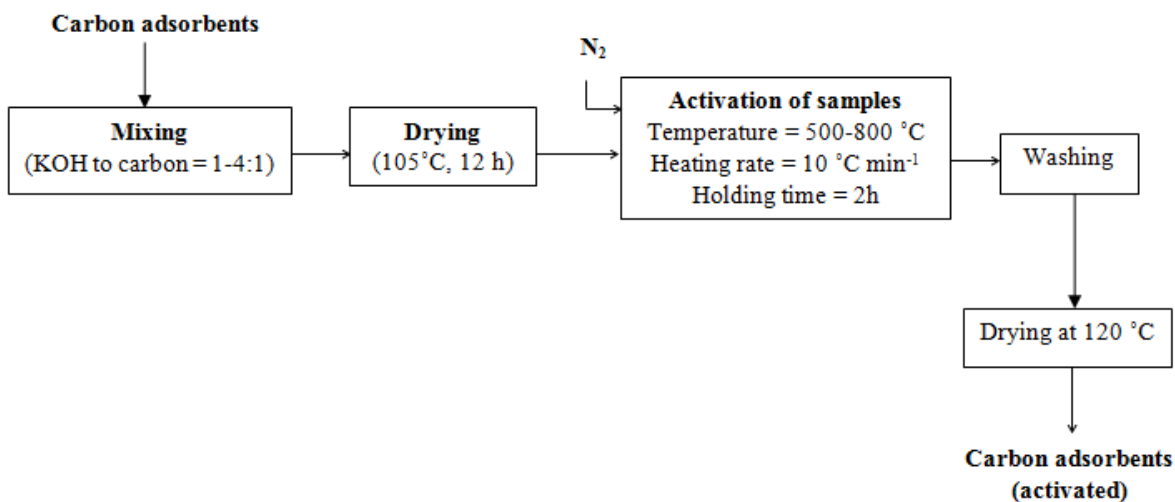 Carbon adsorbents
Mixing
(KOH to carbon = 1-4:1)
Drying
(105˚C, 12 h)
N₂
Activation of samples
Temperature = 500-800 ˚C
Heating rate = 10 ˚C min⁻¹
Holding time = 2h
Washing
Drying at 120 ˚C
Carbon adsorbents
(activated)